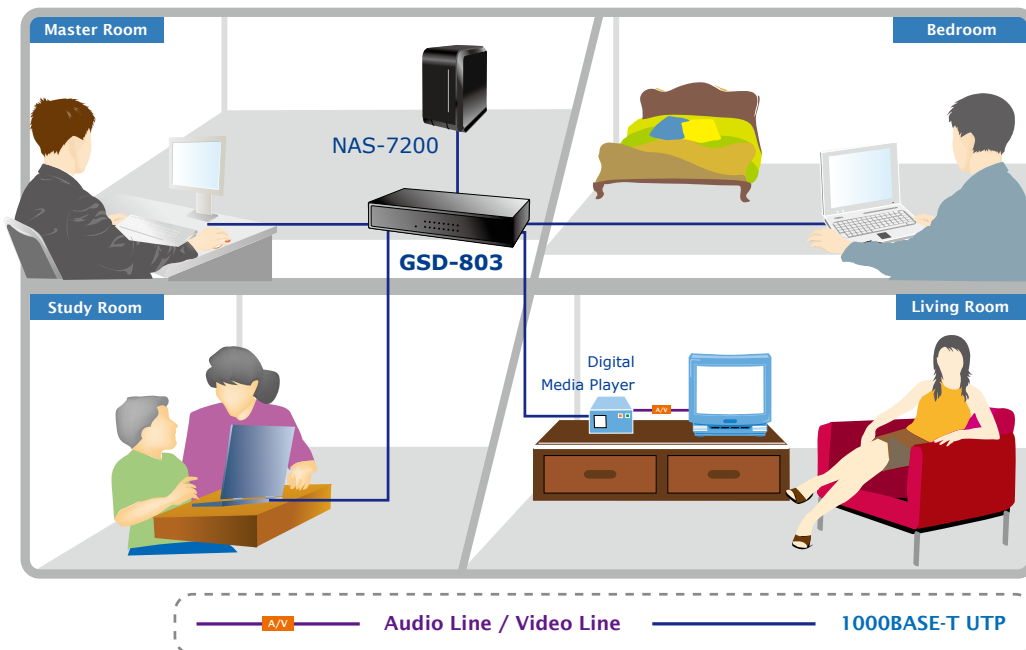 Master Room
Bedroom
NAS-7200
GSD-803
Study Room
Living Room
Digital
Media Player
A/V
A/V
Audio Line / Video Line
1000BASE-T UTP